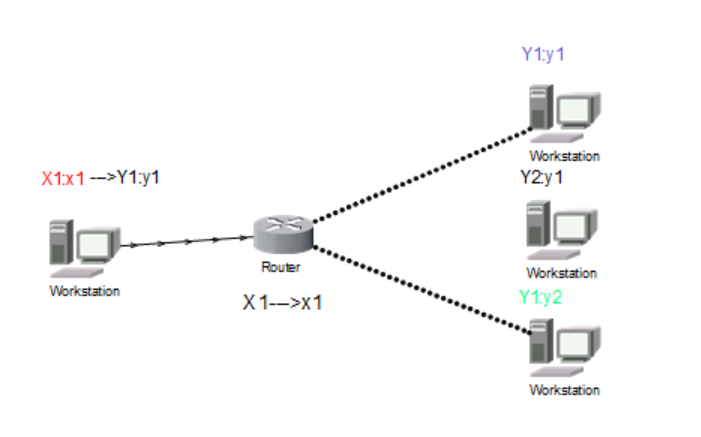 Y1:y1
Workstation
X1:x1 --->Y1:y1
Y2:y1
Workstation
Router
Workstation
Y1:y2
X1--->x1
Workstation